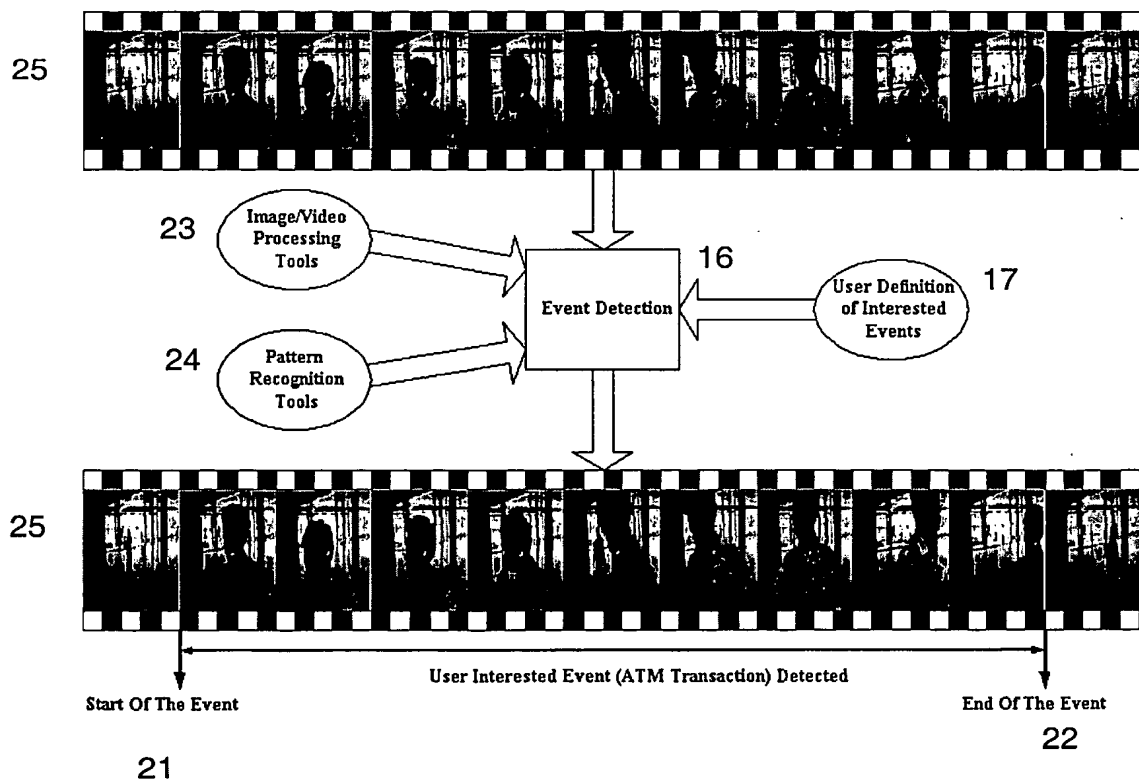 25
23
Image/Video
Processing
Tools
16
Event Detection
17
User Definition
of Interested
Events
24
Pattern
Recognition
Tools
25
User Interested Event (ATM Transaction) Detected
Start Of The Event
End Of The Event
21
22